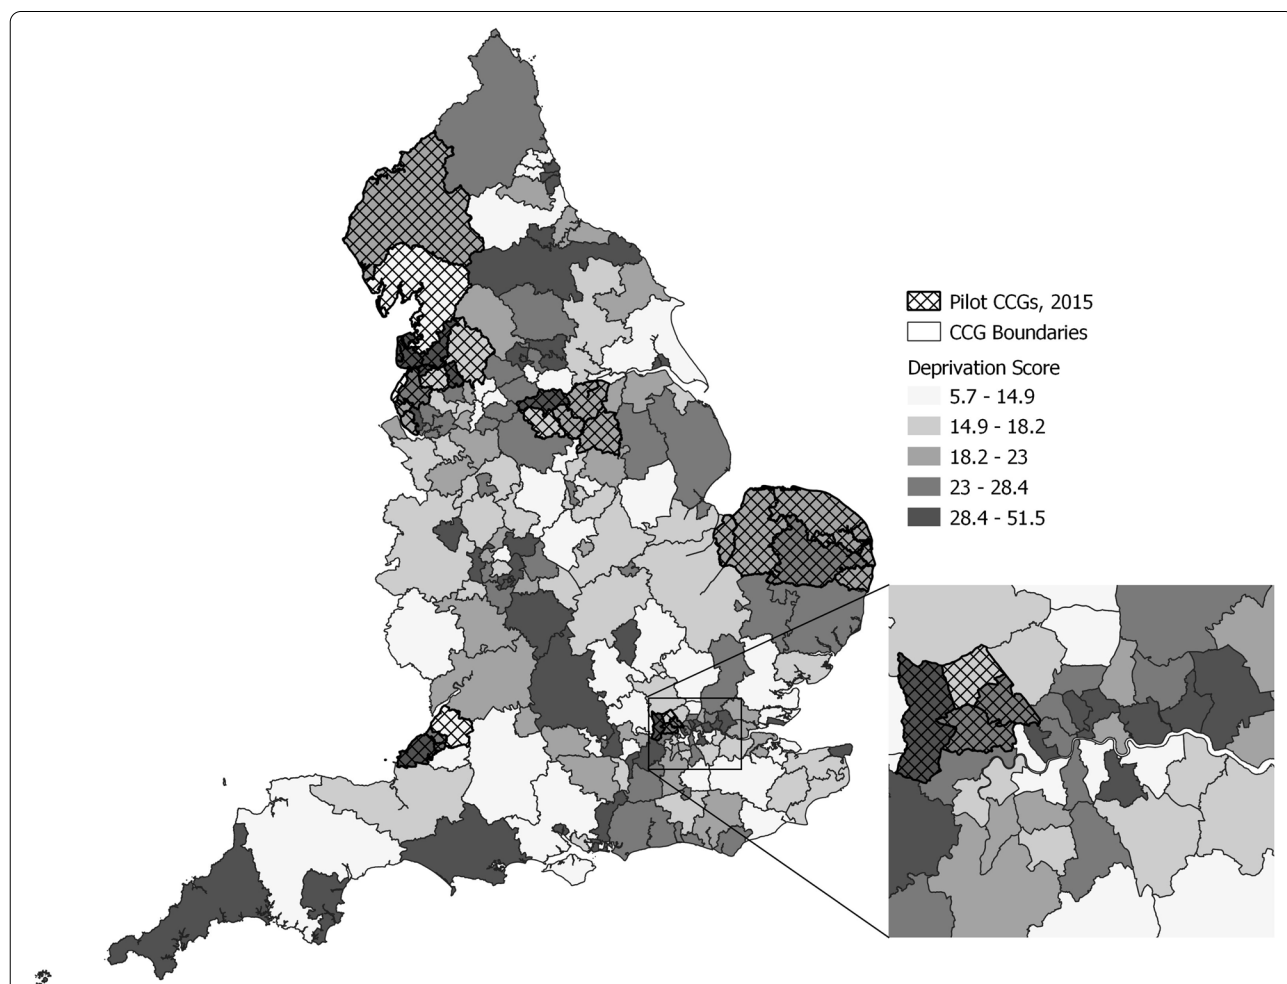 Pilot CCGs, 2015
CCG Boundaries
Deprivation Score
5.7 - 14.9
14.9 - 18.2
18.2 - 23
23 - 28.4
28.4 - 51.5